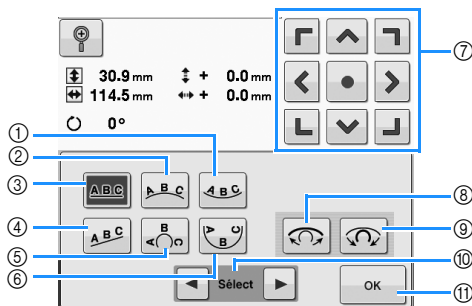 30.9 mm + 0.0 mm
114.5 mm + 0.0 mm
0°
⑦
①
②
③
ABC
ABC
ABC
⑧
④
ABC
ABC
ABC
⑨
⑤
⑥
⑩
Sélect
OK
⑪